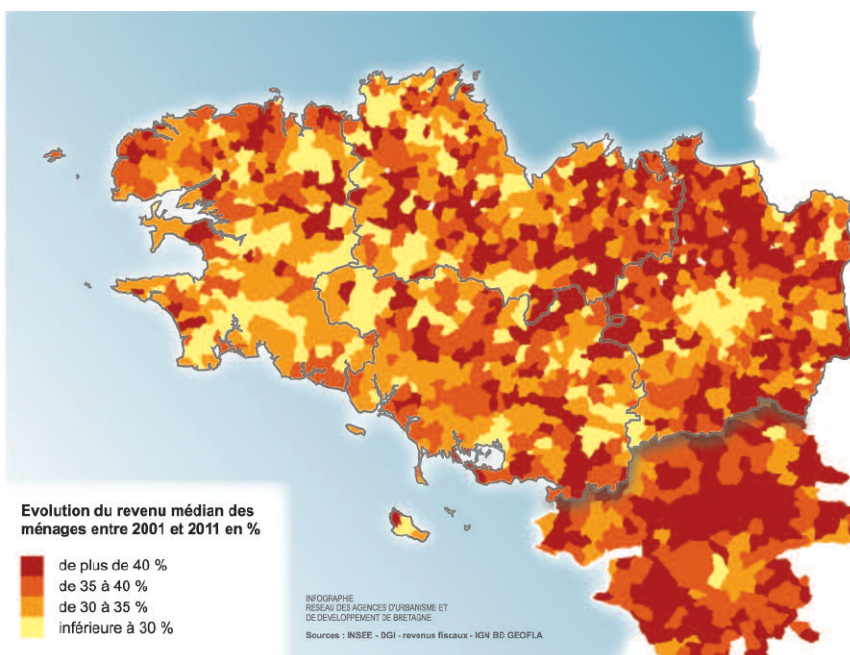 Evolution du revenu médian des
ménages entre 2001 et 2011 en %
de plus de 40 %
de 35 à 40 %
de 30 à 35 %
inférieure à 30 %
INFOGRAPHIE
RESEAU DES AGENCES D'URBANISME ET
DE DEVELOPPEMENT DE BRETAGNE
Sources : INSEE - DGI - revenus fiscaux - IGN BD GEOFLA